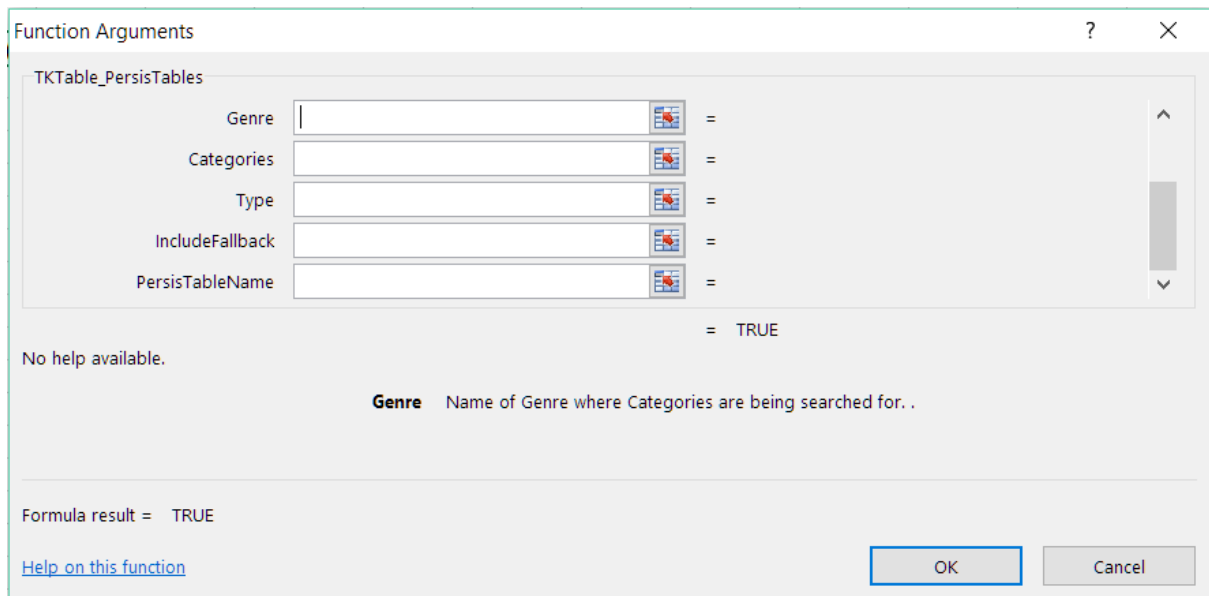 Function Arguments ? 
TKTable_PersisTables
Genre =
Categories =
Type =
IncludeFallback =
PersisTableName =
= TRUE
No help available.
Genre Name of Genre where Categories are being searched for. .
Formula result = TRUE
Help on this function OK Cancel